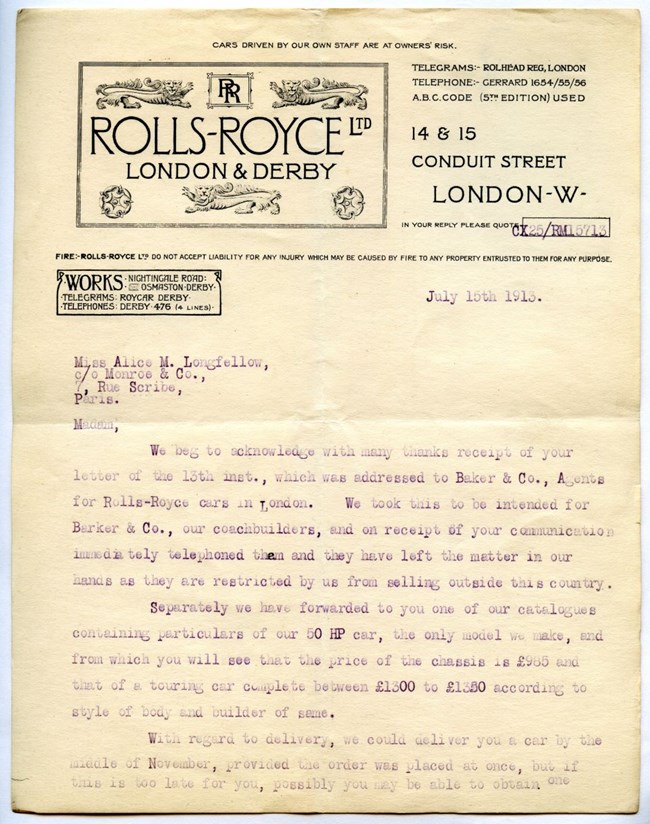 CARS DRIVEN BY OUR OWN STAFF ARE AT OWNERS' RISK.
RR
ROLLS-ROYCE LTD
LONDON & DERBY
TELEGRAMS:- ROLHEAD REG, LONDON
TELEPHONE:- GERRARD 1654/55/56
A.B.C. CODE (5TH EDITION) USED
14 & 15
CONDUIT STREET
LONDON-W-
IN YOUR REPLY PLEASE QUOTE CX25/RM15713
FIRE:-ROLLS-ROYCE LTD DO NOT ACCEPT LIABILITY FOR ANY INJURY WHICH MAY BE CAUSED BY FIRE TO ANY PROPERTY ENTRUSTED TO THEM FOR ANY PURPOSE.
WORKS · NIGHTINGALE ROAD:
OSMASTON·DERBY·
·TELEGRAMS: ROYCAR DERBY·
·TELEPHONES: DERBY·476 (4 LINES)·
July 15th 1913.
Miss Alice M. Longfellow,
c/o Monroe & Co.,
7, Rue Scribe,
Paris.
Madam,
We beg to acknowledge with many thanks receipt of your
letter of the 13th inst., which was addressed to Baker & Co., Agents
for Rolls-Royce cars in London. We took this to be intended for
Barker & Co., our coachbuilders, and on receipt of your communication
immediately telephoned them and they have left the matter in our
hands as they are restricted by us from selling outside this country.
Separately we have forwarded to you one of our catalogues
containing particulars of our 50 HP car, the only model we make, and
from which you will see that the price of the chassis is £985 and
that of a touring car complete between £1300 to £1350 according to
style of body and builder of same.
With regard to delivery, we could deliver you a car by the
middle of November, provided the order was placed at once, but if
this is too late for you, possibly you may be able to obtain one